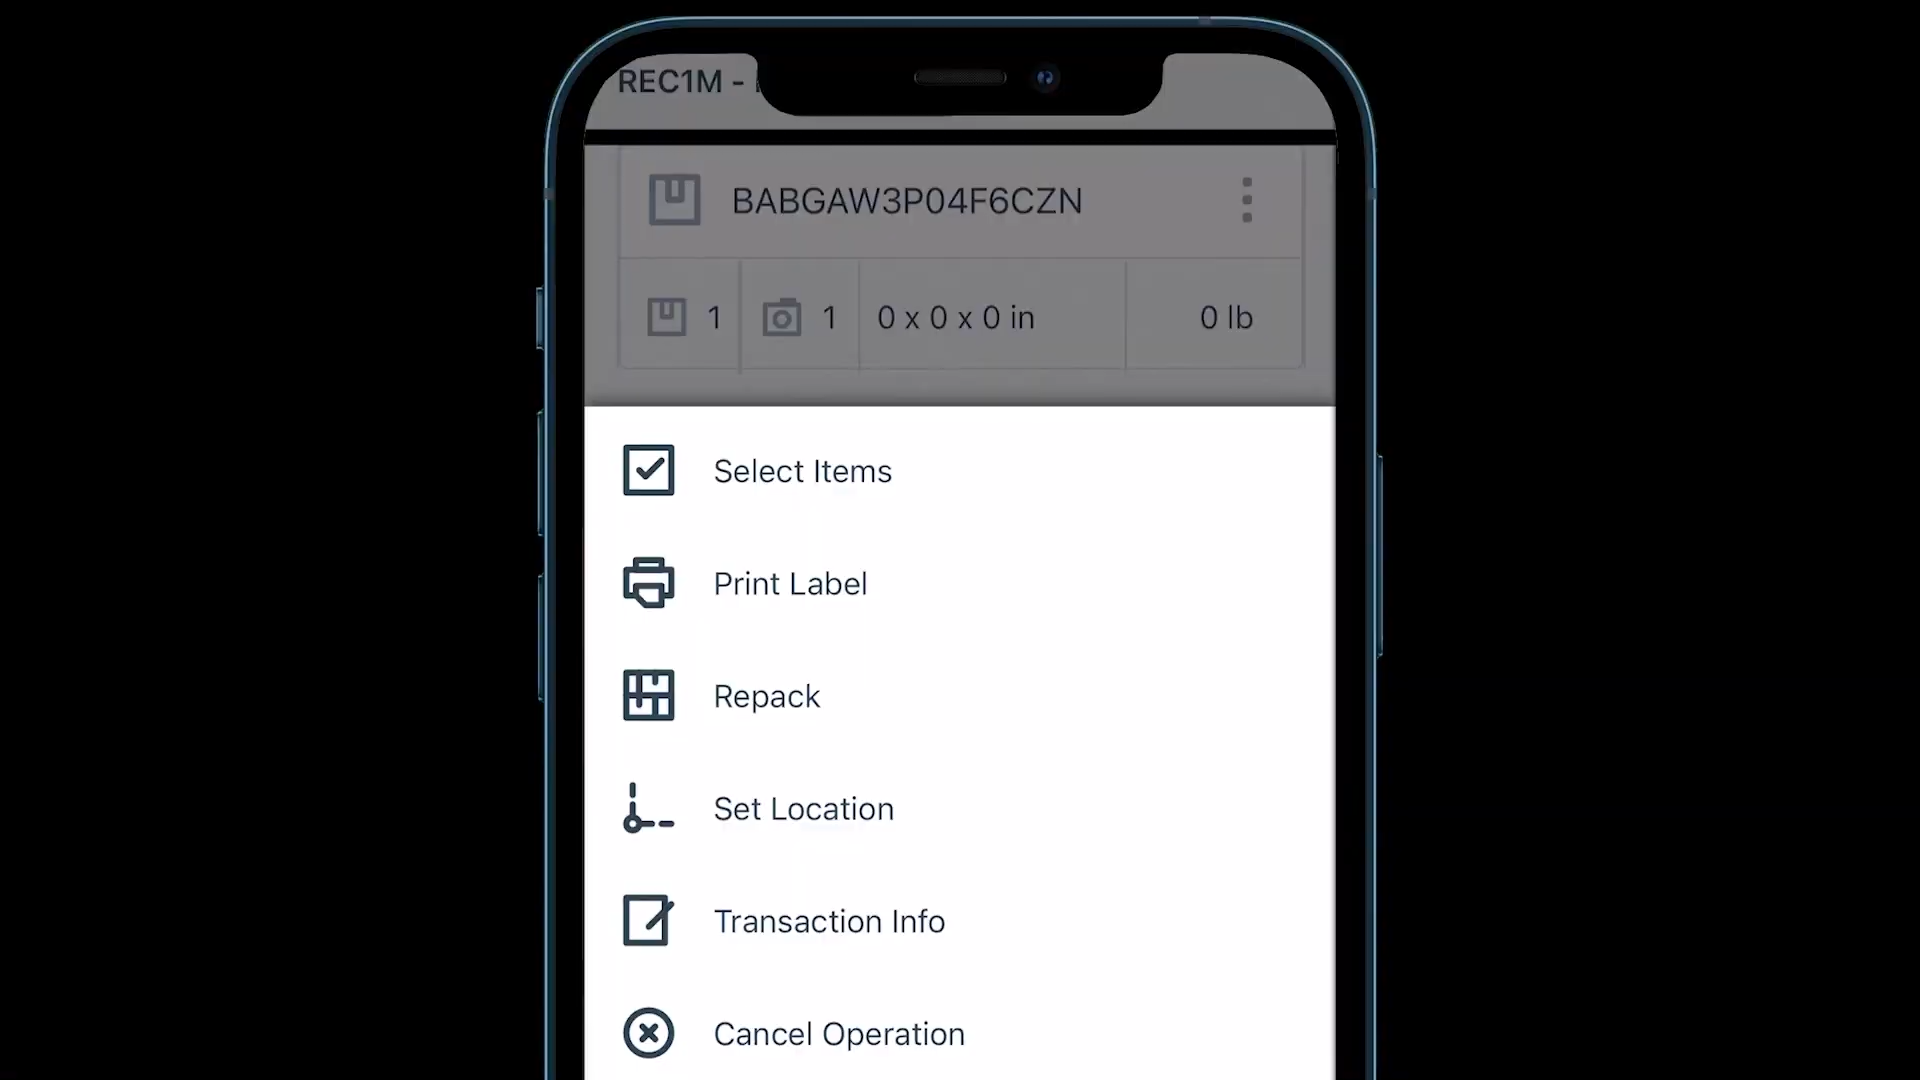 REC1M -
BABGAW3P04F6CZN
1 1 0 x 0 x 0 in 0 lb
Select Items
Print Label
Repack
Set Location
Transaction Info
Cancel Operation